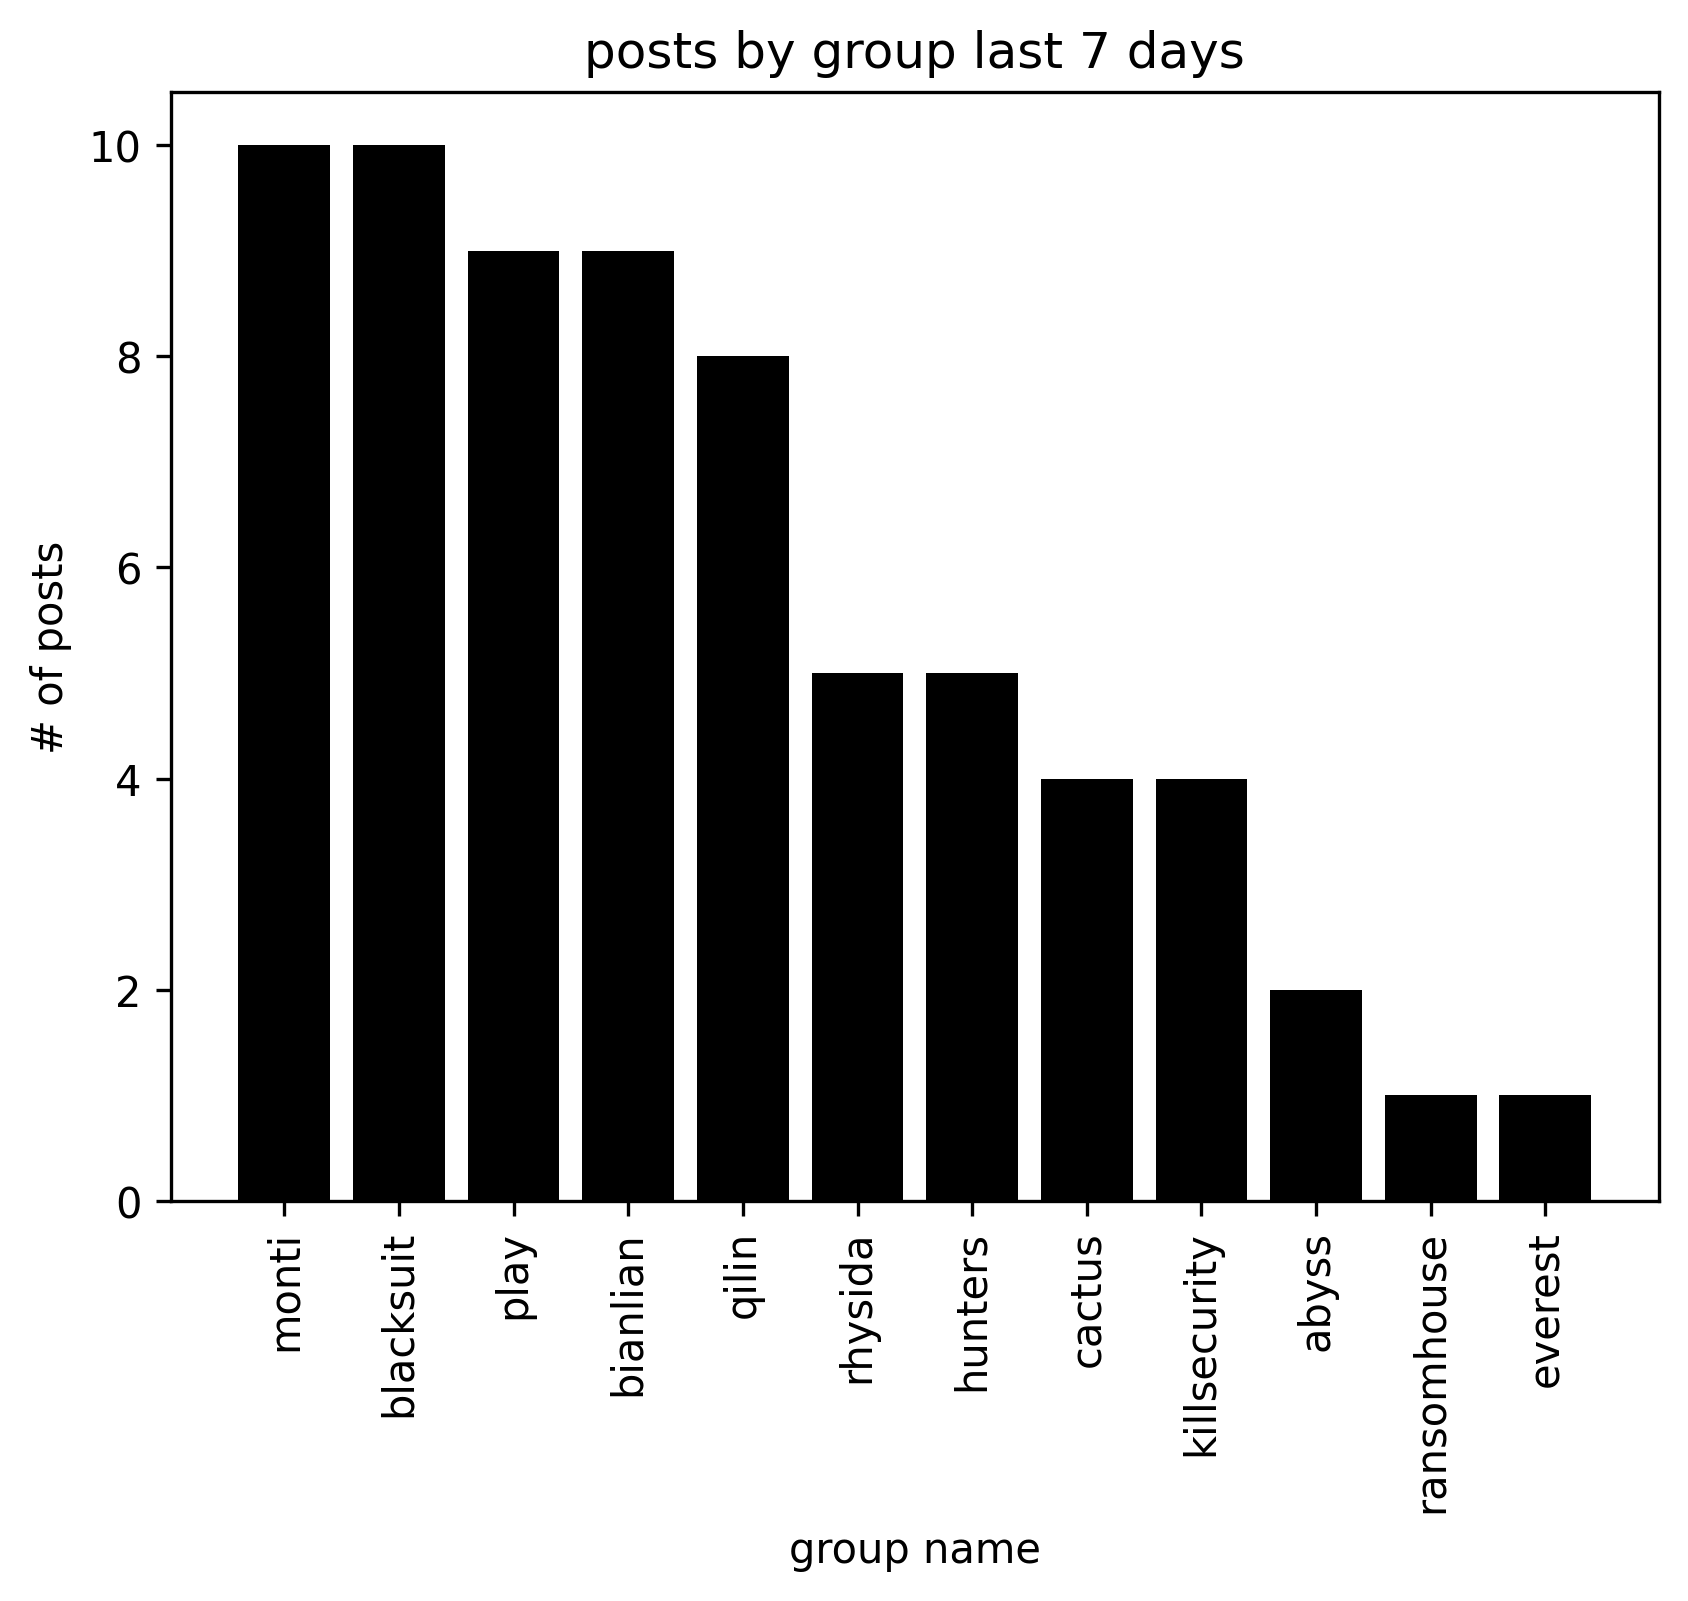 posts by group last 7 days
10
8
6
4
2
0
# of posts
monti
blacksuit
play
bianlian
qilin
rhysida
hunters
cactus
killsecurity
abyss
ransomhouse
everest
group name